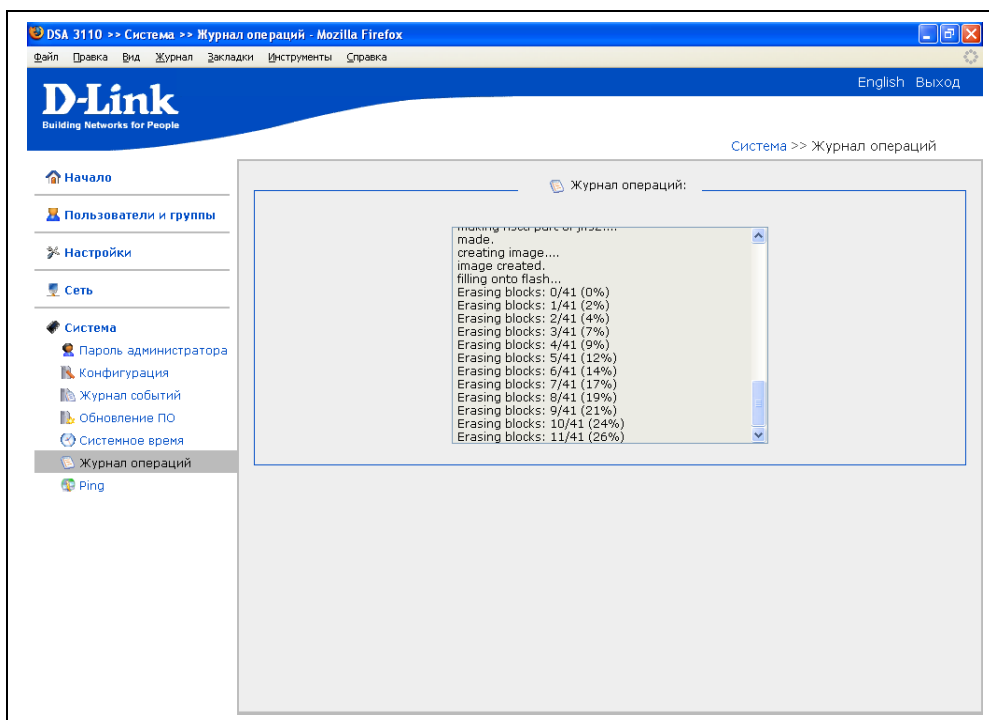 DSA 3110 >> Система >> Журнал операций - Mozilla Firefox
Файл Правка Вид Журнал Закладки Инструменты Справка
English Выход
D-Link
Building Networks for People
Система >> Журнал операций
Начало
Пользователи и группы
Настройки
Сеть
Система
Пароль администратора
Конфигурация
Журнал событий
Обновление ПО
Системное время
Журнал операций
Ping
Журнал операций:
making part of
made.
creating image....
image created.
filling onto flash...
Erasing blocks: 0/41 (0%)
Erasing blocks: 1/41 (2%)
Erasing blocks: 2/41 (4%)
Erasing blocks: 3/41 (7%)
Erasing blocks: 4/41 (9%)
Erasing blocks: 5/41 (12%)
Erasing blocks: 6/41 (14%)
Erasing blocks: 7/41 (17%)
Erasing blocks: 8/41 (19%)
Erasing blocks: 9/41 (21%)
Erasing blocks: 10/41 (24%)
Erasing blocks: 11/41 (26%)